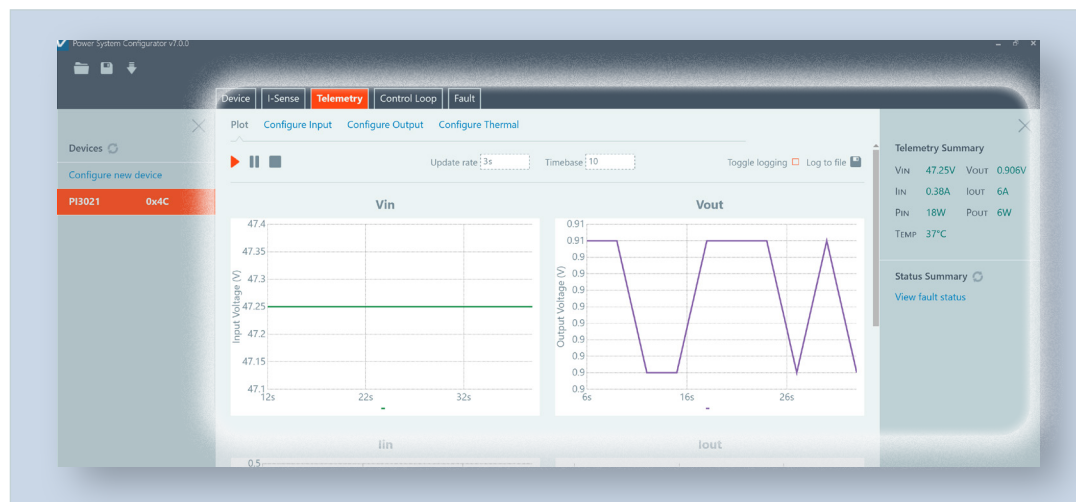 Power System Configurator v7.0.0
Device I-Sense Telemetry Control Loop Fault
Devices
Configure new device
PI3021 0x4C
Plot Configure Input Configure Output Configure Thermal
Update rate 3s Timebase 10 Toggle logging Log to file
Vin
Input Voltage (V)
47.4
47.35
47.3
47.25
47.2
47.15
47.1
12s 22s 32s
Vout
Output Voltage (V)
0.91
0.91
0.9
0.9
0.9
0.9
0.9
0.9
0.9
0.9
0.9
6s 16s 26s
Iin
0.5
Iout
Telemetry Summary
VIN 47.25V VOUT 0.906V
IIN 0.38A IOUT 6A
PIN 18W POUT 6W
TEMP 37°C
Status Summary
View fault status